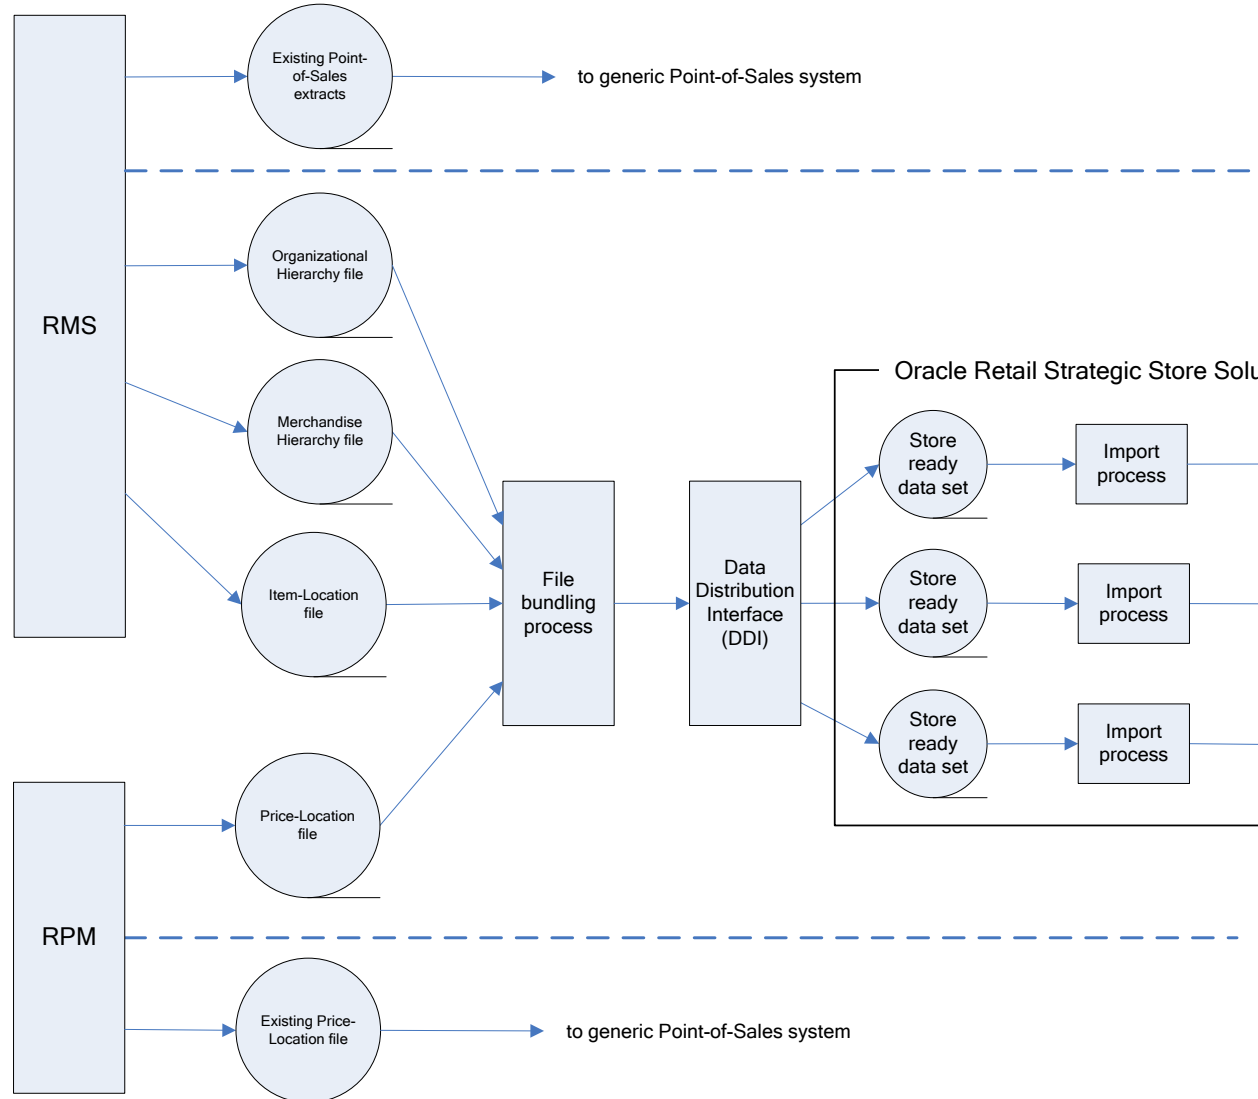 Existing Point-
of-Sales
extracts
to generic Point-of-Sales system
Organizational
Hierarchy file
RMS
Oracle Retail Strategic Store Solu
Merchandise
Hierarchy file
Store
ready
data set
Import
process
File
bundling
process
Data
Distribution
Interface
(DDI)
Item-Location
file
Store
ready
data set
Import
process
Store
ready
data set
Import
process
Price-Location
file
RPM
Existing Price-
Location file
to generic Point-of-Sales system